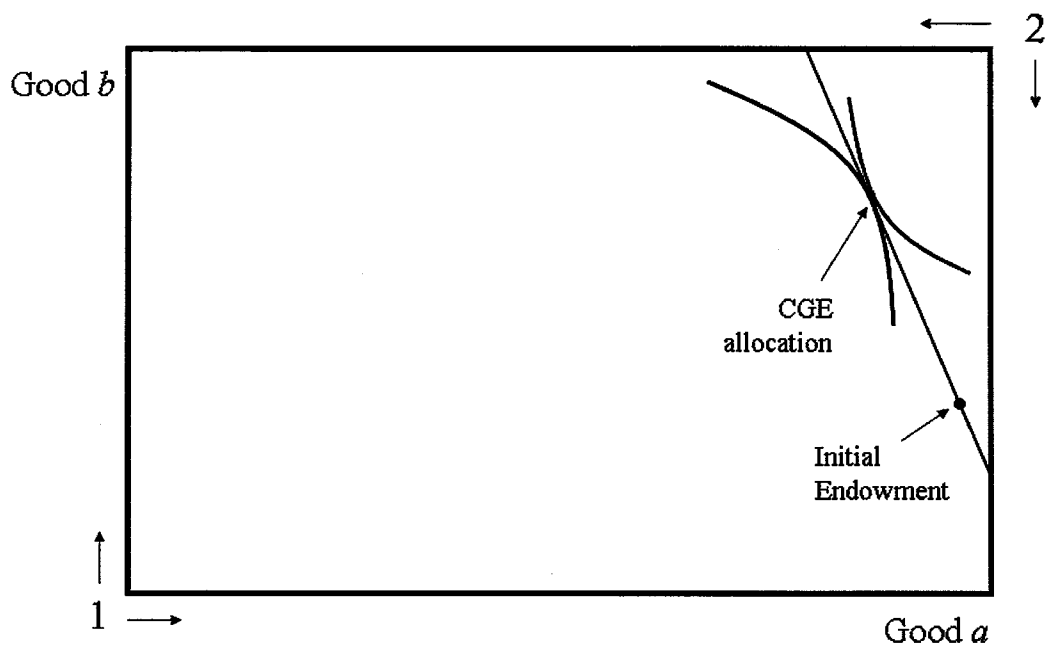 2
Good b
CGE
allocation
Initial
Endowment
1
Good a